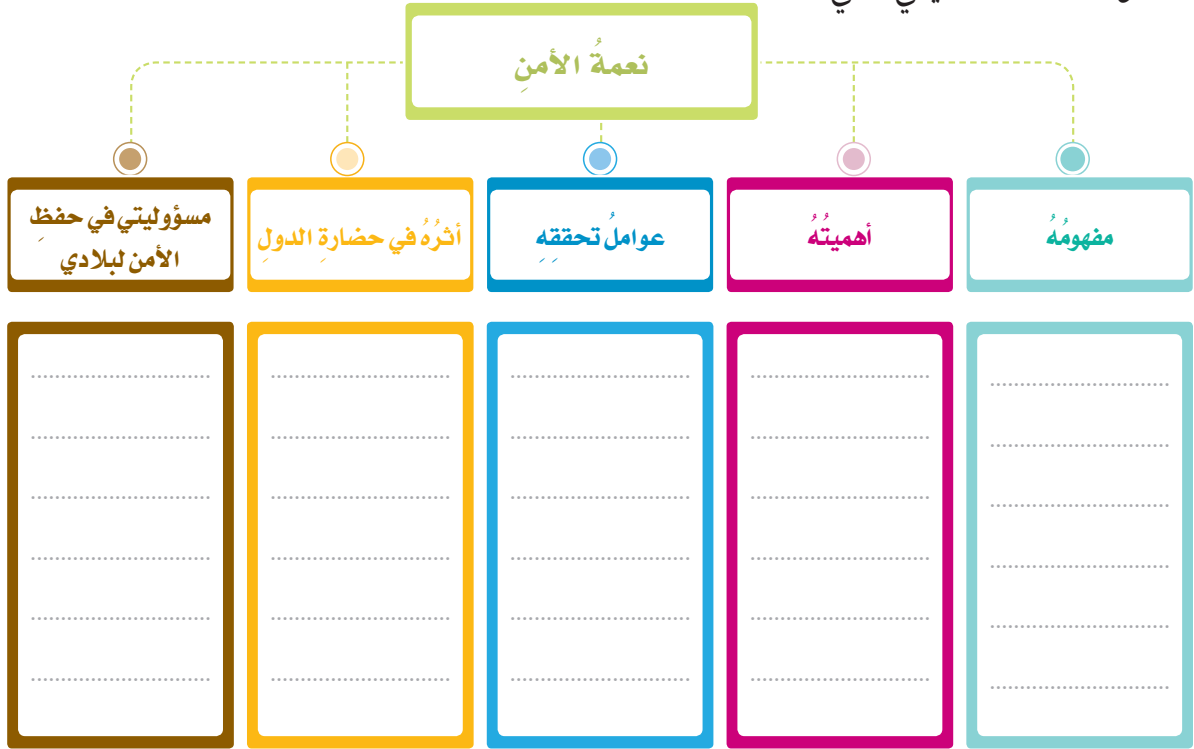 نعمةُ الأمنِ
مفهومُهُ
أهميتُهُ
عواملُ تحققِهِ
أثرُهُ في حضارةِ الدولِ
مسؤوليتي في حفظِ
الأمن لبلادي